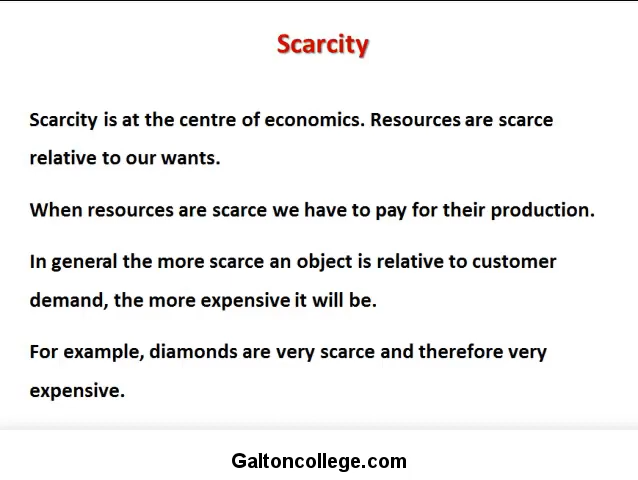 Scarcity
Scarcity is at the centre of economics. Resources are scarce
relative to our wants.
When resources are scarce we have to pay for their production.
In general the more scarce an object is relative to customer
demand, the more expensive it will be.
For example, diamonds are very scarce and therefore very
expensive.
Galtoncollege.com